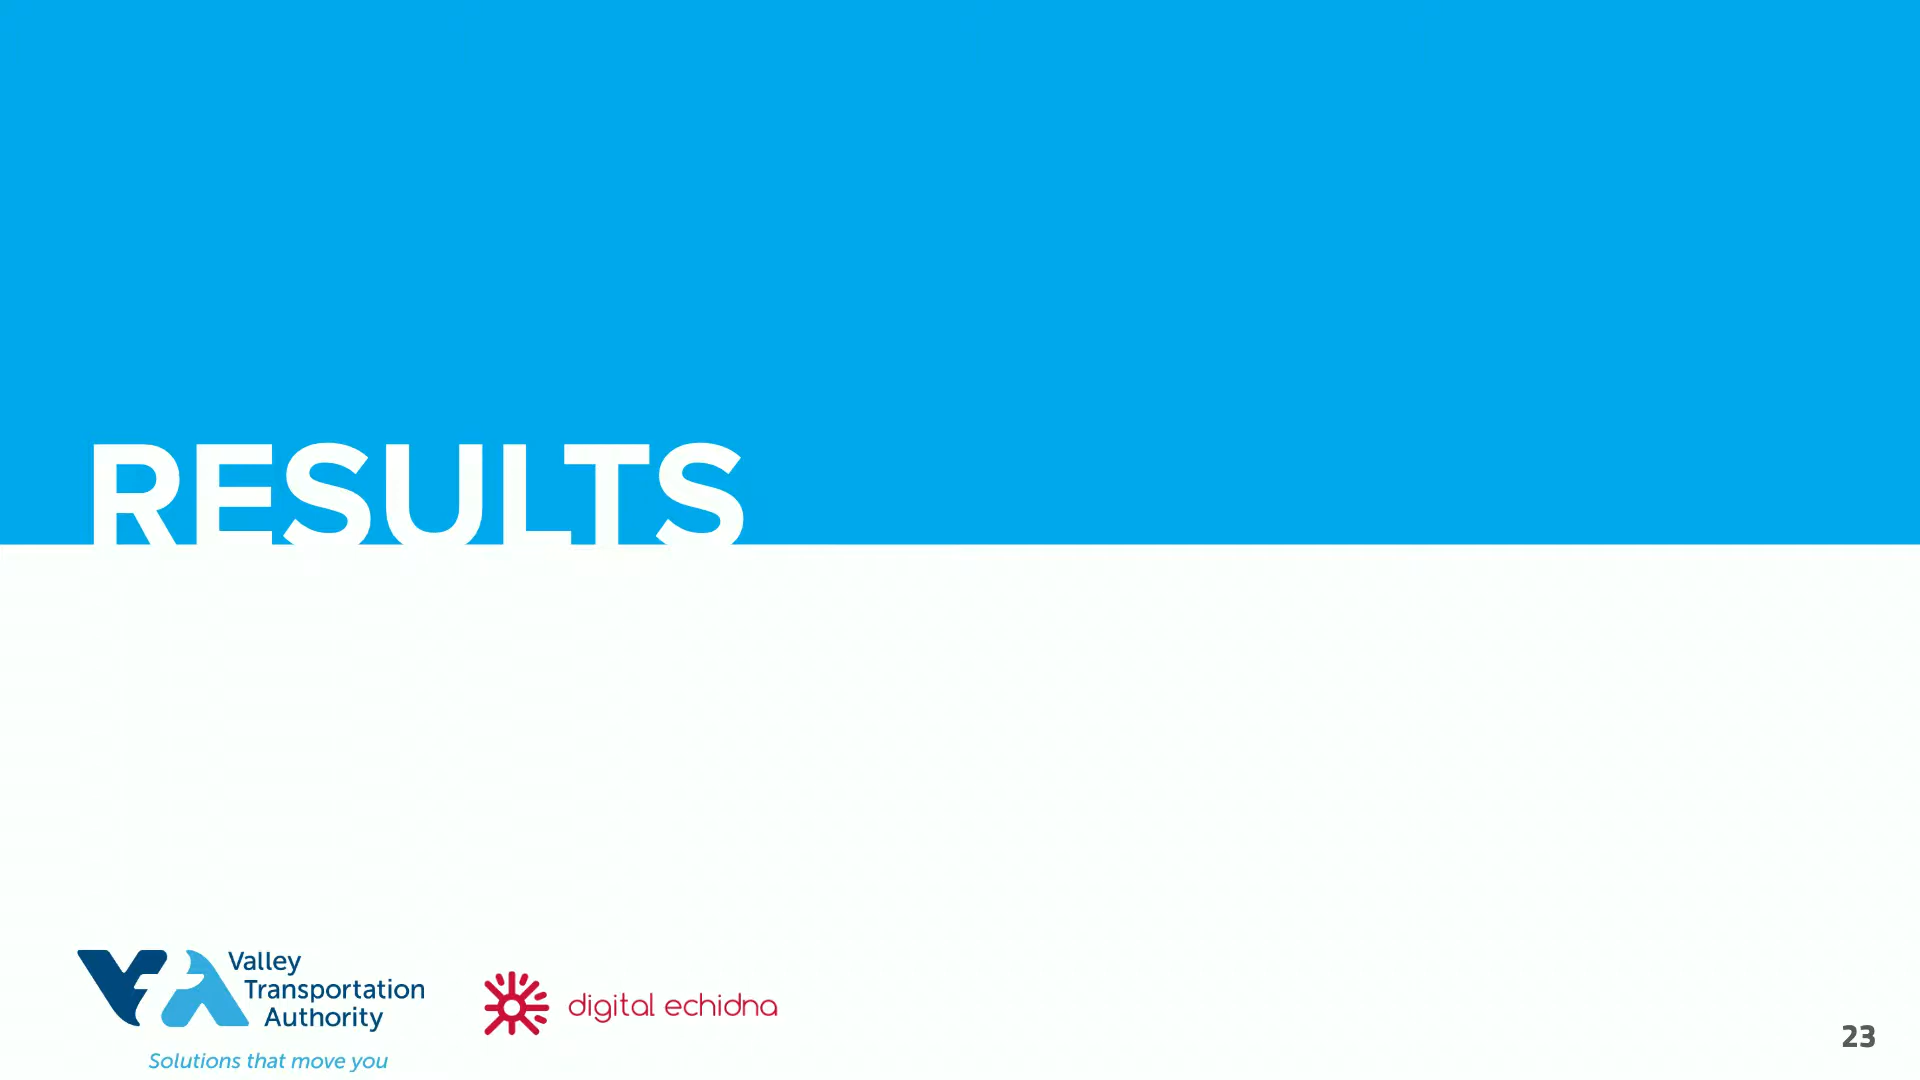 RESULTS
Valley
Transportation
Authority
Solutions that move you
digital echidna
23